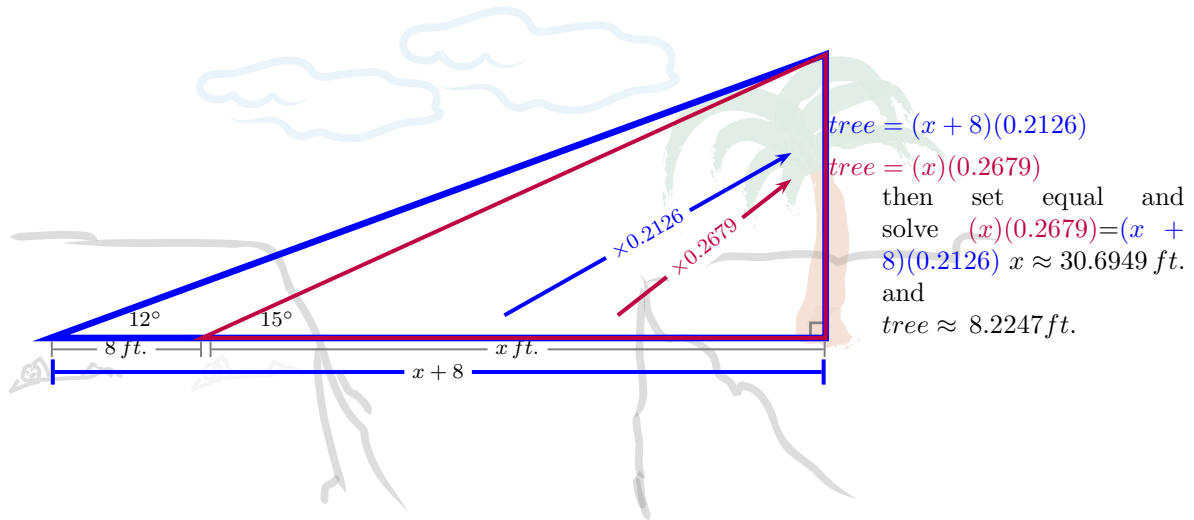 tree = (x + 8)(0.2126)
tree = (x)(0.2679)
then set equal and
solve (x)(0.2679)=(x +
8)(0.2126) x ≈ 30.6949 ft.
and
tree ≈ 8.2247ft.
×0.2126
×0.2679
12°
15°
8 ft.
x ft.
x + 8